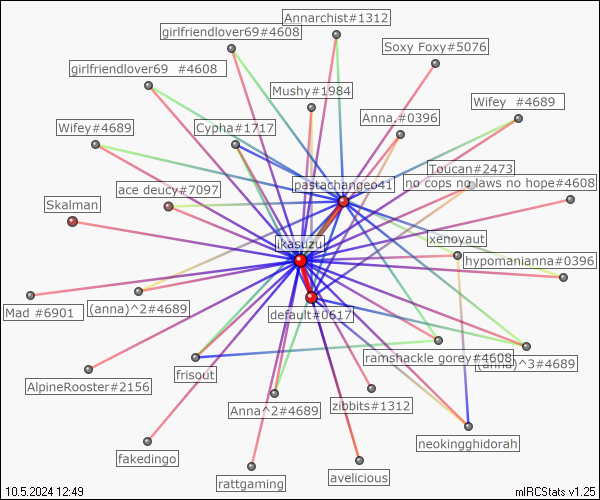 Annarchist#1312
girlfriendlover69#4608
Soxy Foxy#5076
girlfriendlover69 #4608
Mushy#1984
Wifey #4689
Anna.#0396
Wifey#4689
Cypha#1717
Toucan#2473
pastachangeo41
no cops no laws no hope#4608
ace deucy#7097
Skalman
ikasuzu
xenoyaut
hypomanianna#0396
Mad #6901
(anna)^2#4689
default#0617
ramshackle gorey#4608
(anna)^3#4689
frisout
AlpineRooster#2156
Anna^2#4689
zibbits#1312
neokingghidorah
fakedingo
rattgaming
avelicious
10.5.2024 12:49
mIRCStats v1.25